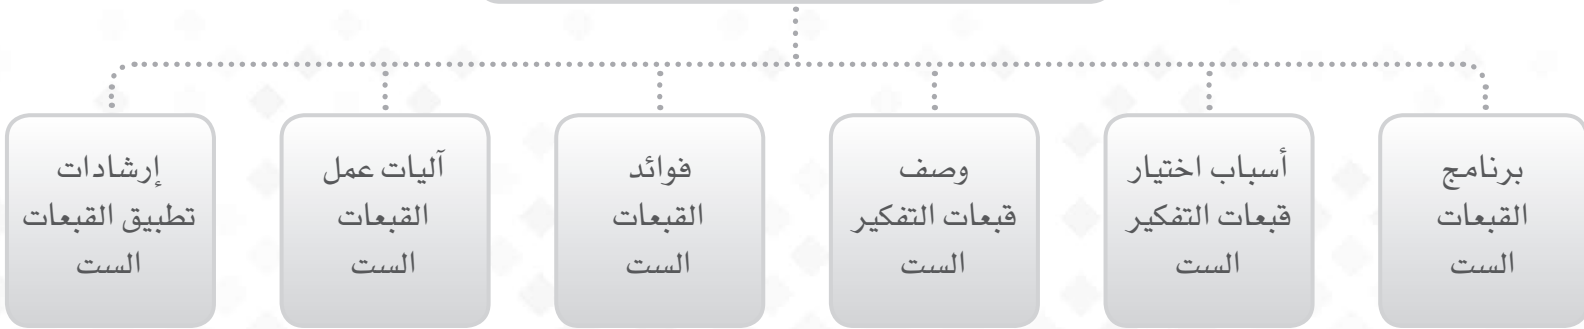 برنامج
القبعات
الست
أسباب اختيار
قبعات التفكير
الست
وصف
قبعات التفكير
الست
فوائد
القبعات
الست
آليات عمل
القبعات
الست
إرشادات
تطبيق القبعات
الست